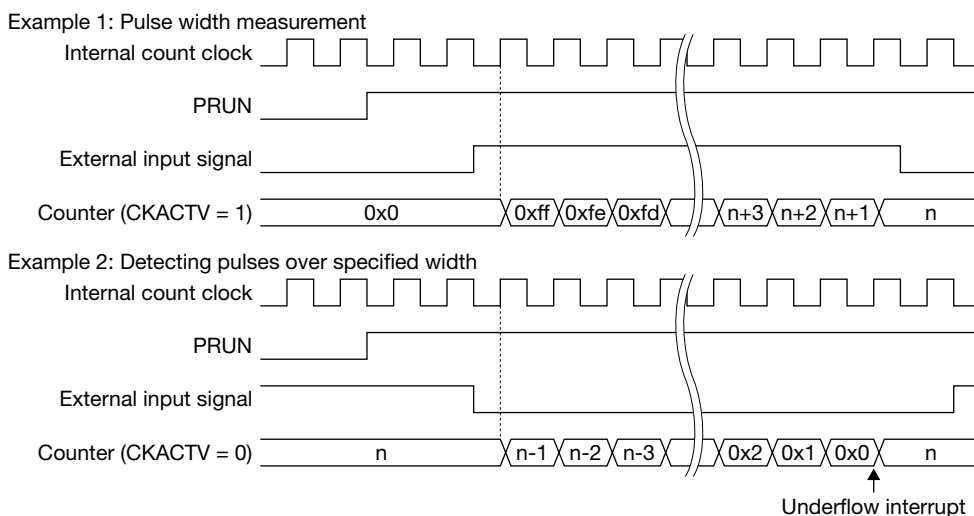 Example 1: Pulse width measurement
Internal count clock
PRUN
External input signal
Counter (CKACTV = 1) 0x0 0xff 0xfe 0xfd n+3 n+2 n+1 n
Example 2: Detecting pulses over specified width
Internal count clock
PRUN
External input signal
Counter (CKACTV = 0) n n-1 n-2 n-3 0x2 0x1 0x0 n
Underflow interrupt